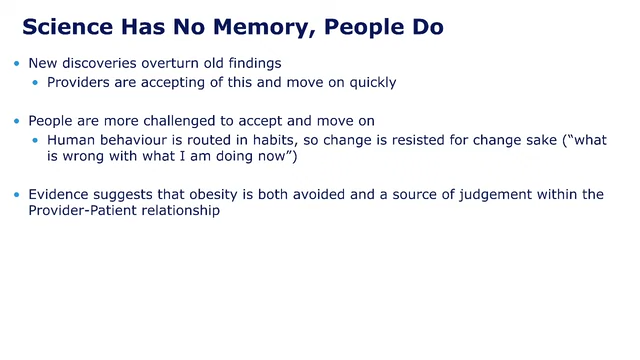 Science Has No Memory, People Do
• New discoveries overturn old findings
• Providers are accepting of this and move on quickly
• People are more challenged to accept and move on
• Human behaviour is routed in habits, so change is resisted for change sake (“what
is wrong with what I am doing now”)
• Evidence suggests that obesity is both avoided and a source of judgement within the
Provider-Patient relationship